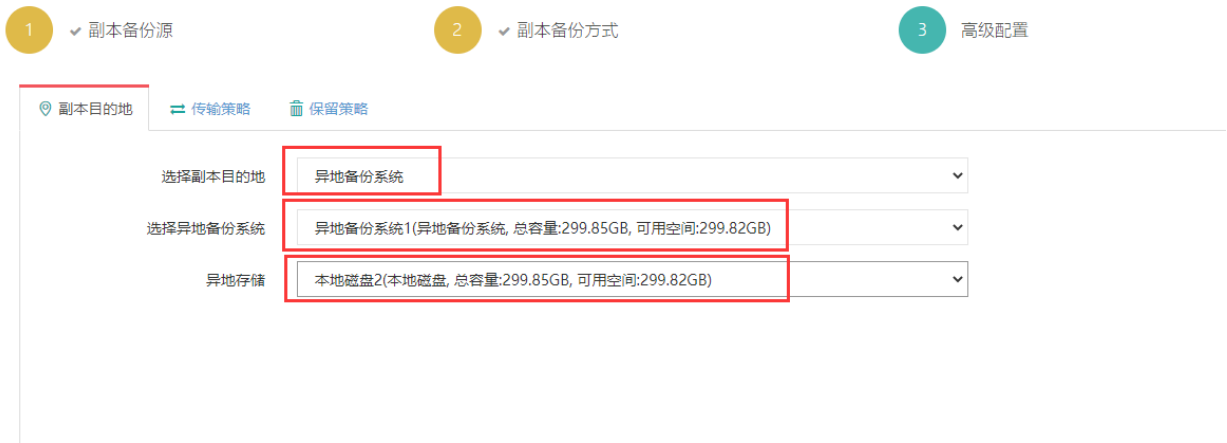 1 副本备份源 2 副本备份方式 3 高级配置
副本目的地 传输策略 保留策略
选择副本目的地 异地备份系统
选择异地备份系统 异地备份系统1(异地备份系统, 总容量:299.85GB, 可用空间:299.82GB)
异地存储 本地磁盘2(本地磁盘, 总容量:299.85GB, 可用空间:299.82GB)